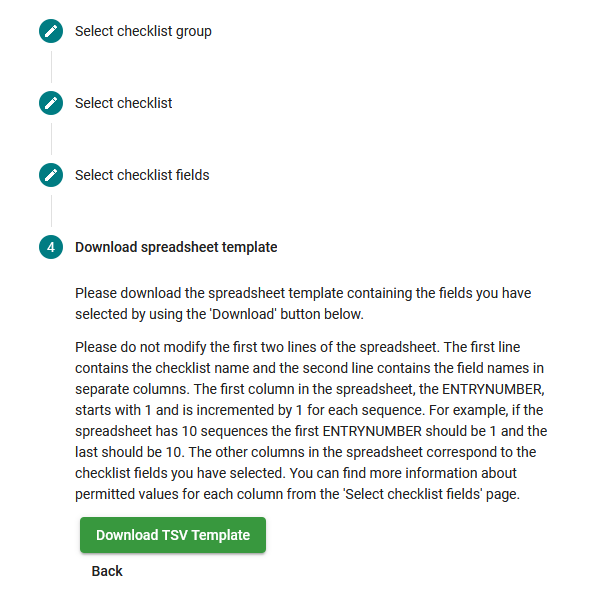 Select checklist group
Select checklist
Select checklist fields
4 Download spreadsheet template
Please download the spreadsheet template containing the fields you have
selected by using the 'Download' button below.
Please do not modify the first two lines of the spreadsheet. The first line
contains the checklist name and the second line contains the field names in
separate columns. The first column in the spreadsheet, the ENTRYNUMBER,
starts with 1 and is incremented by 1 for each sequence. For example, if the
spreadsheet has 10 sequences the first ENTRYNUMBER should be 1 and the
last should be 10. The other columns in the spreadsheet correspond to the
checklist fields you have selected. You can find more information about
permitted values for each column from the 'Select checklist fields' page.
Download TSV Template
Back